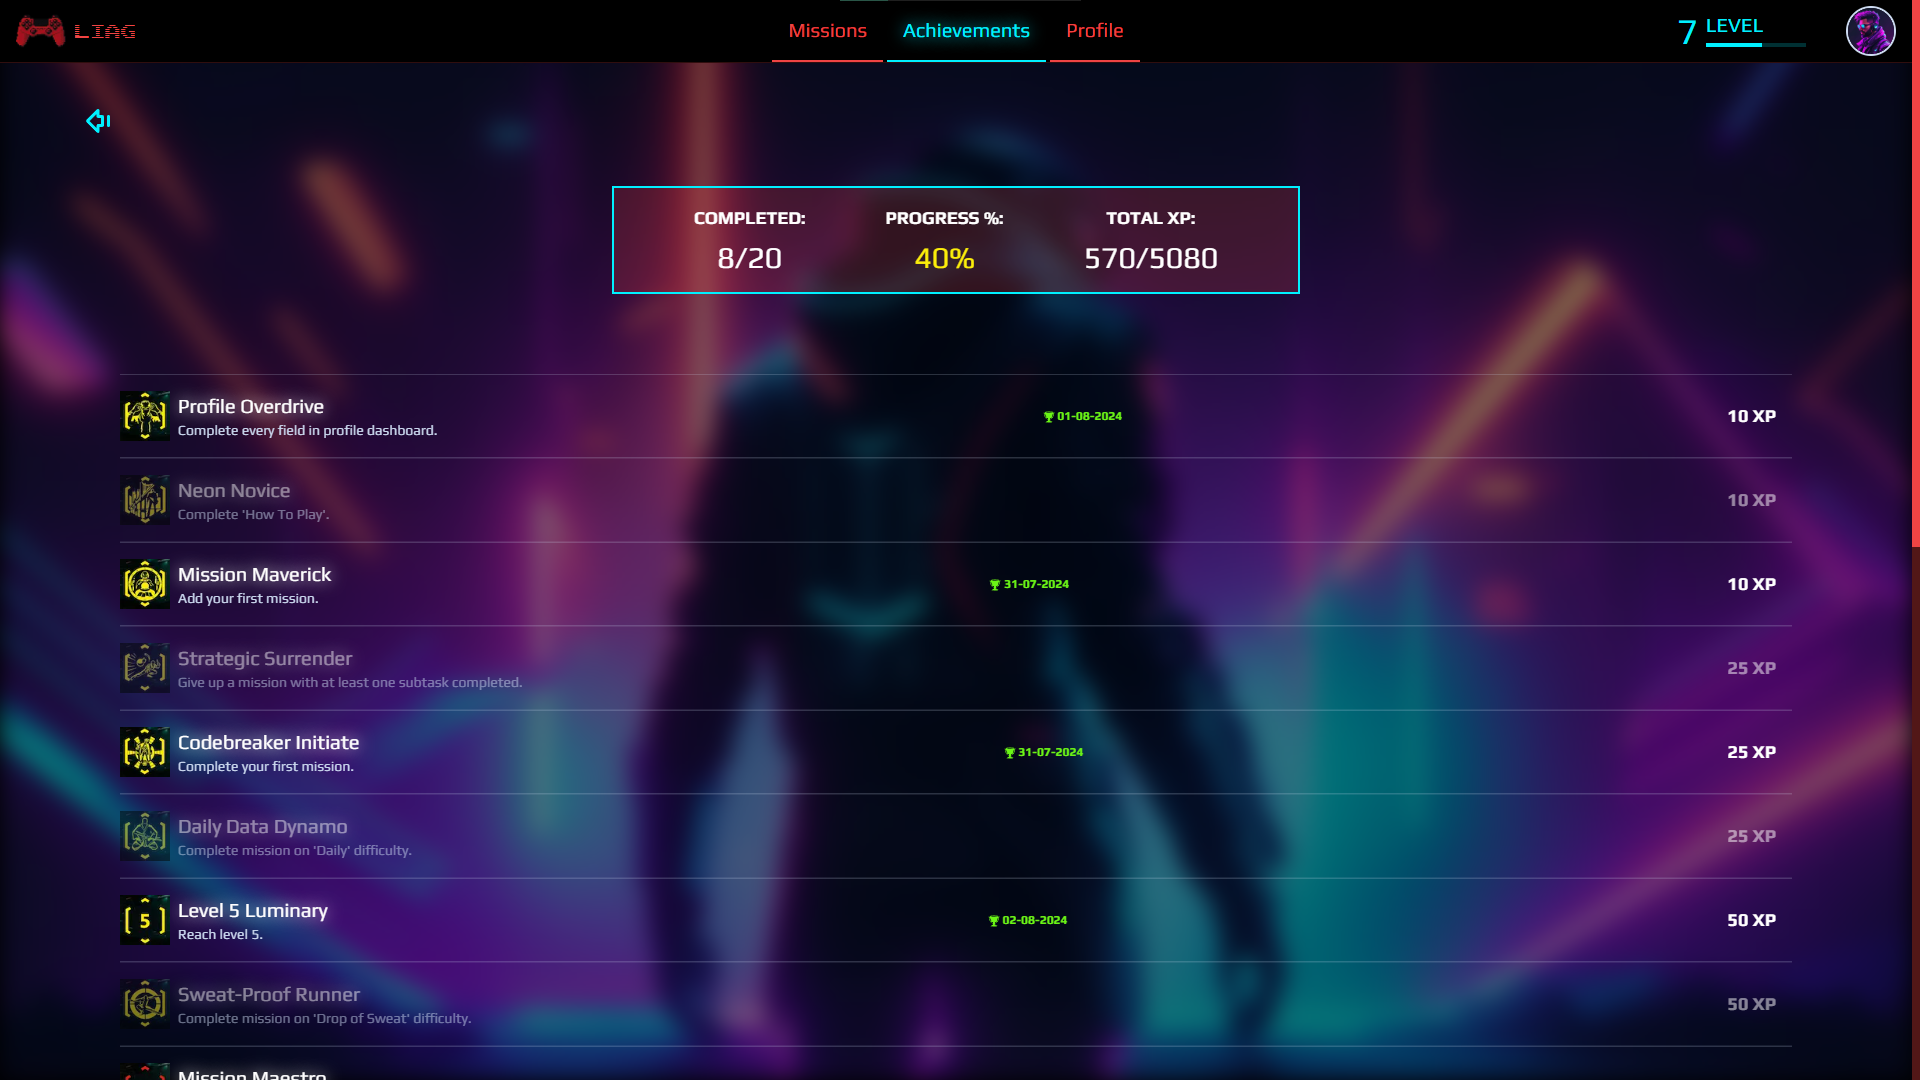 LIAG
Missions
Achievements
Profile
7 LEVEL
COMPLETED:
8/20
PROGRESS %:
40%
TOTAL XP:
570/5080
Profile Overdrive
Complete every field in profile dashboard.
01-08-2024
10 XP
Neon Novice
Complete 'How To Play'.
10 XP
Mission Maverick
Add your first mission.
31-07-2024
10 XP
Strategic Surrender
Give up a mission with at least one subtask completed.
25 XP
Codebreaker Initiate
Complete your first mission.
31-07-2024
25 XP
Daily Data Dynamo
Complete mission on 'Daily' difficulty.
25 XP
5
Level 5 Luminary
Reach level 5.
02-08-2024
50 XP
Sweat-Proof Runner
Complete mission on 'Drop of Sweat' difficulty.
50 XP
Mission Maestro